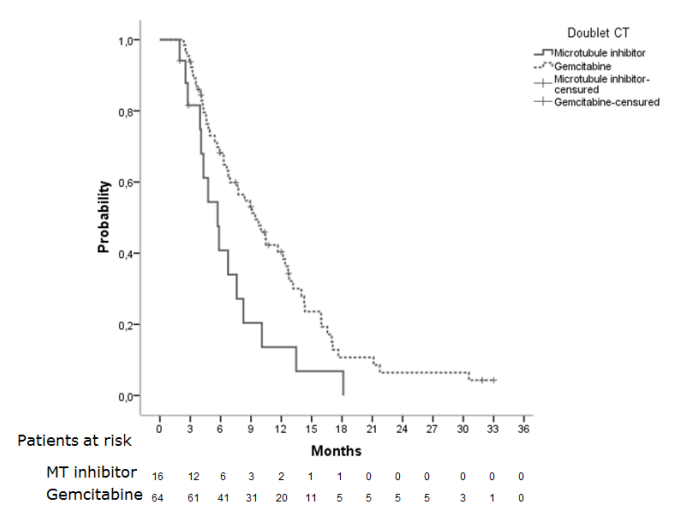 Doublet CT
Microtubule inhibitor
Gemcitabine
Microtubule inhibitor-
censured
Gemcitabine-censured
1,0
0,8
0,6
0,4
0,2
0,0
Probability
0 3 6 9 12 15 18 21 24 27 30 33 36
Months
Patients at risk
MT inhibitor 16 12 6 3 2 1 1 0 0 0 0 0 0
Gemcitabine 64 61 41 31 20 11 5 5 5 5 3 1 0